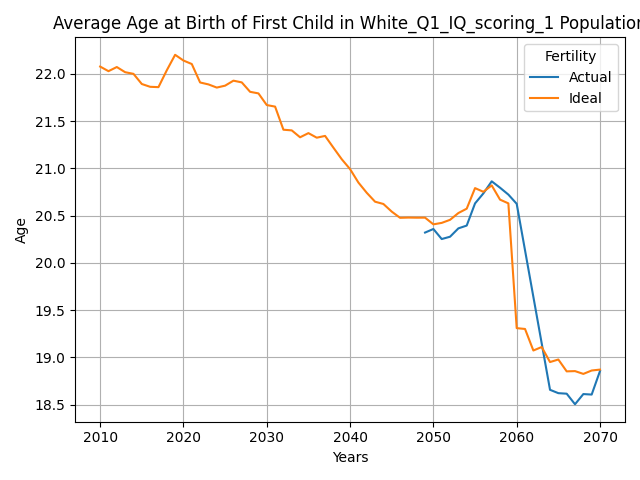 Average Age at Birth of First Child in White_Q1_IQ_scoring_1 Population
Fertility
Actual
Ideal
Age
22.0
21.5
21.0
20.5
20.0
19.5
19.0
18.5
2010 2020 2030 2040 2050 2060 2070
Years